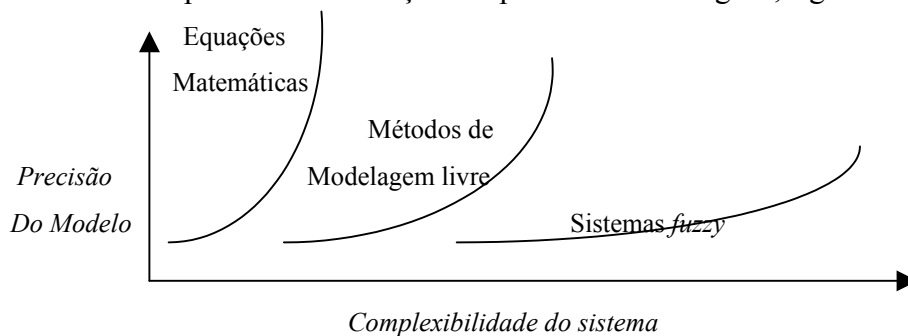 Equações
Matemáticas
Métodos de
Modelagem livre
Precisão
Do Modelo
Sistemas fuzzy
Complexibilidade do sistema